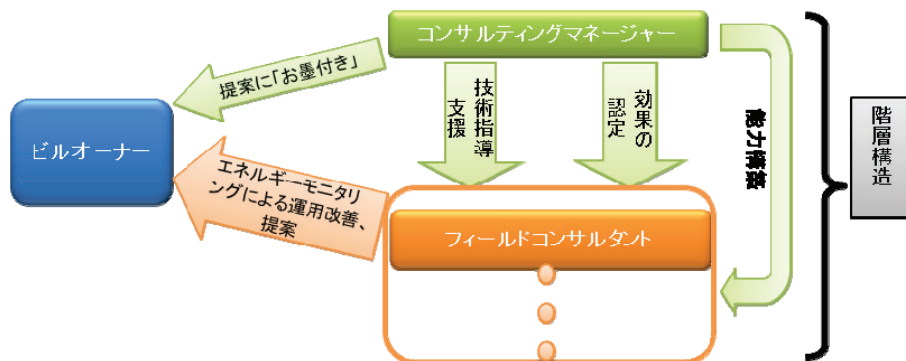 コンサルティングマネージャー
提案に「お墨付き」
技術指導
支援
効果の
認定
能力構築
階層構造
ビルオーナー
エネルギーモニタリ
ングによる運用改善、
提案
フィールドコンサルタント